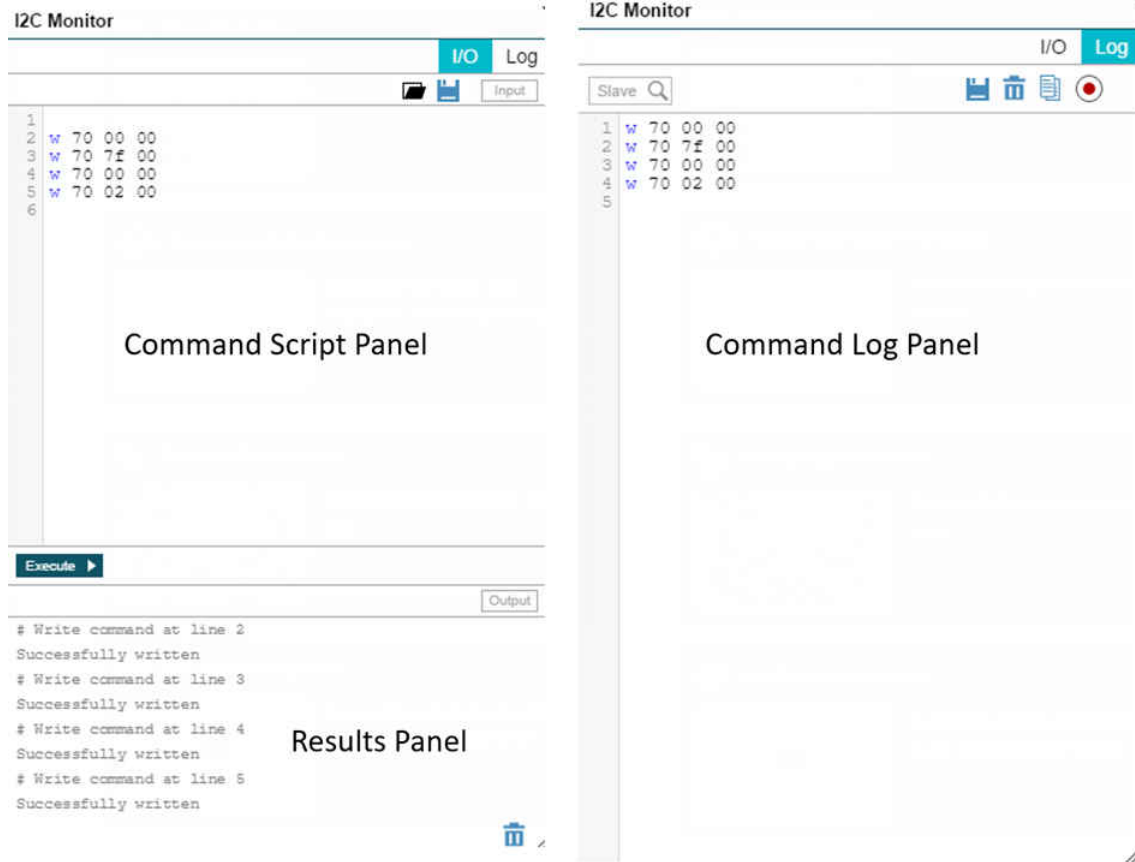 I2C Monitor
I/O Log
Input
1
2 w 70 00 00
3 w 70 7f 00
4 w 70 00 00
5 w 70 02 00
6
Command Script Panel
Execute
Output
# Write command at line 2
Successfully written
# Write command at line 3
Successfully written
# Write command at line 4
Successfully written
# Write command at line 5
Successfully written
Results Panel
I2C Monitor
I/O Log
Slave
1 w 70 00 00
2 w 70 7f 00
3 w 70 00 00
4 w 70 02 00
5
Command Log Panel